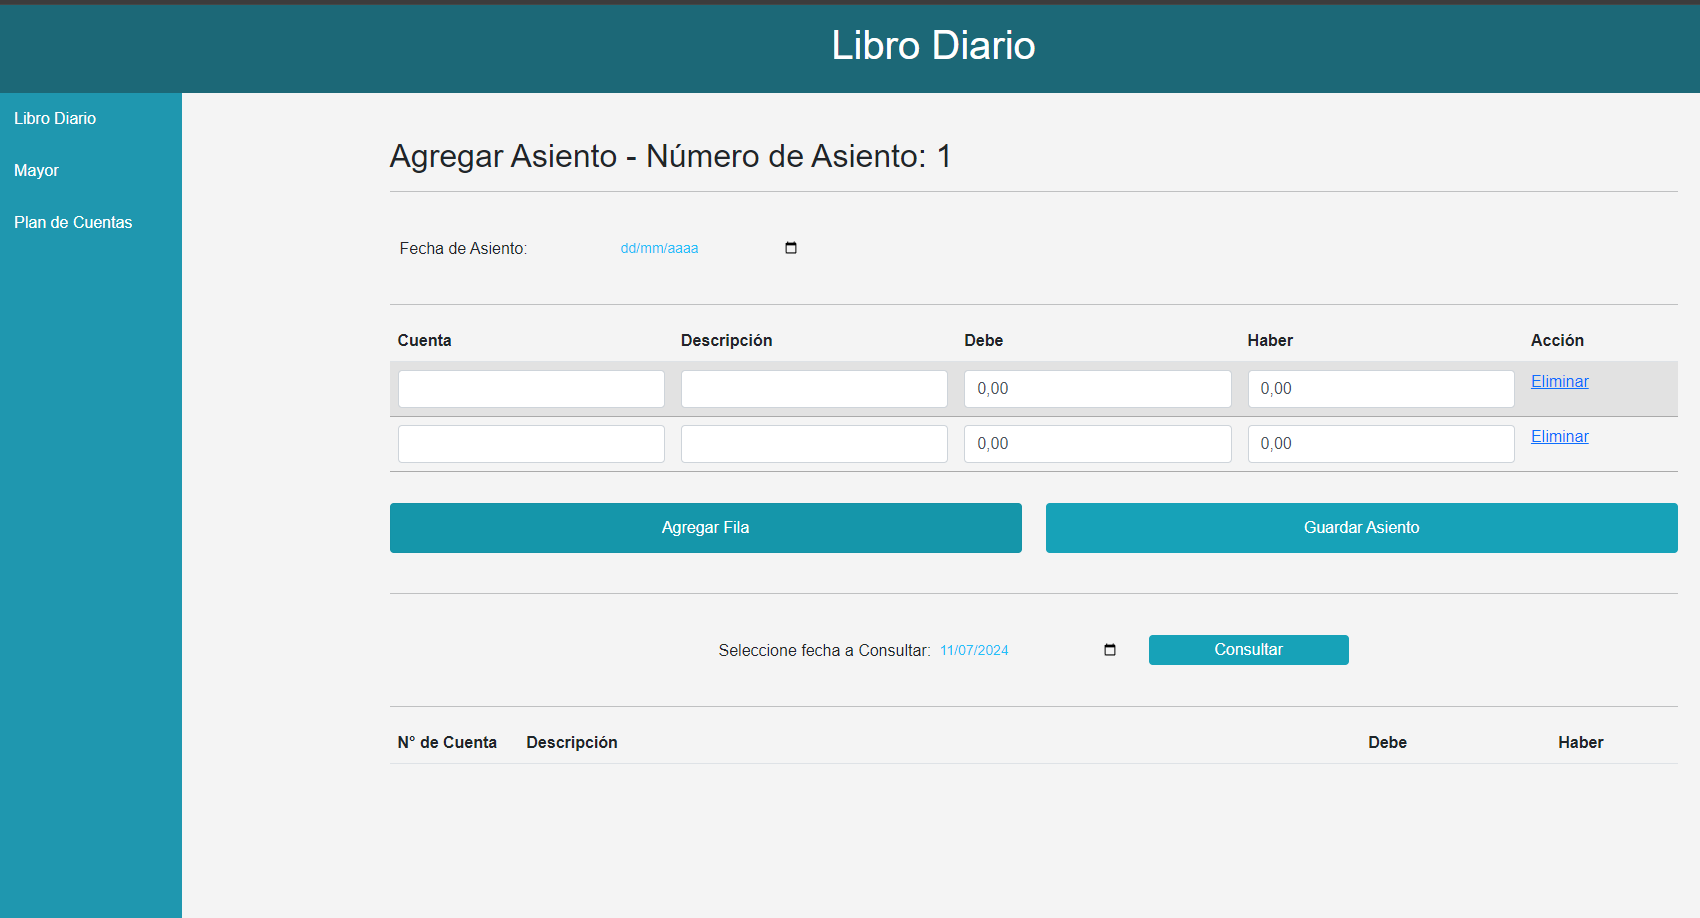 Libro Diario
Libro Diario
Mayor
Plan de Cuentas
Agregar Asiento - Número de Asiento: 1
Fecha de Asiento: dd/mm/aaaa
Cuenta Descripción Debe Haber Acción
0,00 0,00 Eliminar
0,00 0,00 Eliminar
Agregar Fila Guardar Asiento
Seleccione fecha a Consultar: 11/07/2024 Consultar
N° de Cuenta Descripción Debe Haber